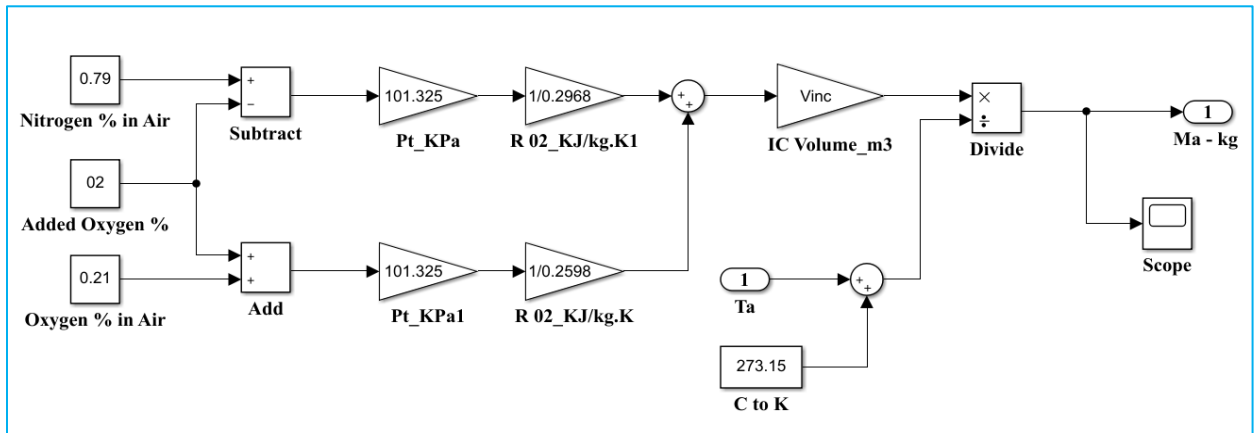 0.79
Nitrogen % in Air
+
−
Subtract
101.325
Pt_KPa
1/0.2968
R 02_KJ/kg.K1
+
+
Vinc
IC Volume_m3
×
÷
Divide
1
Ma - kg
02
Added Oxygen %
0.21
Oxygen % in Air
+
+
Add
101.325
Pt_KPa1
1/0.2598
R 02_KJ/kg.K
1
Ta
+
+
273.15
C to K
Scope